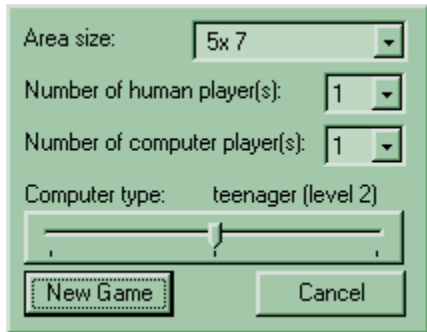 Area size: 5x 7
Number of human player(s): 1
Number of computer player(s): 1
Computer type: teenager (level 2)
New Game Cancel